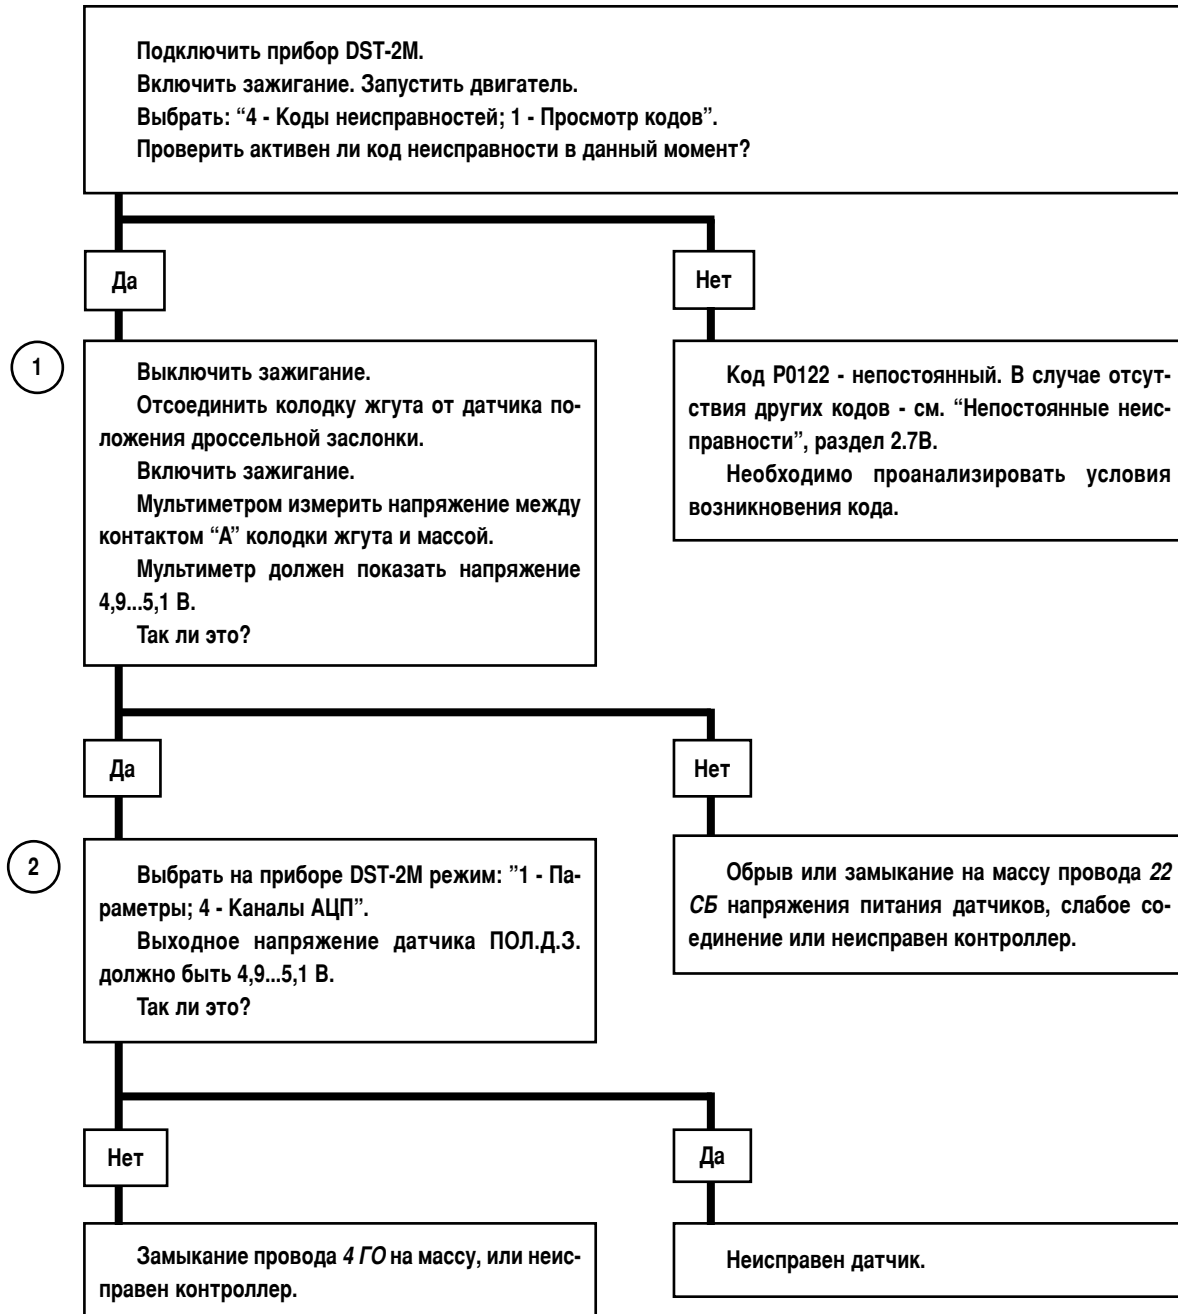 Подключить прибор DST-2M.
Включить зажигание. Запустить двигатель.
Выбрать: “4 - Коды неисправностей; 1 - Просмотр кодов”.
Проверить активен ли код неисправности в данный момент?
Да
Нет
1
Выключить зажигание.
Отсоединить колодку жгута от датчика по-
ложения дроссельной заслонки.
Включить зажигание.
Мультиметром измерить напряжение между
контактом “А” колодки жгута и массой.
Мультиметр должен показать напряжение
4,9...5,1 В.
Так ли это?
Код P0122 - непостоянный. В случае отсут-
ствия других кодов - см. “Непостоянные неис-
правности”, раздел 2.7В.
Необходимо проанализировать условия
возникновения кода.
Да
Нет
2
Выбрать на приборе DST-2M режим: ”1 - Па-
раметры; 4 - Каналы АЦП”.
Выходное напряжение датчика ПОЛ.Д.З.
должно быть 4,9...5,1 В.
Так ли это?
Обрыв или замыкание на массу провода 22
СБ напряжения питания датчиков, слабое со-
единение или неисправен контроллер.
Нет
Да
Замыкание провода 4 ГО на массу, или неис-
правен контроллер.
Неисправен датчик.